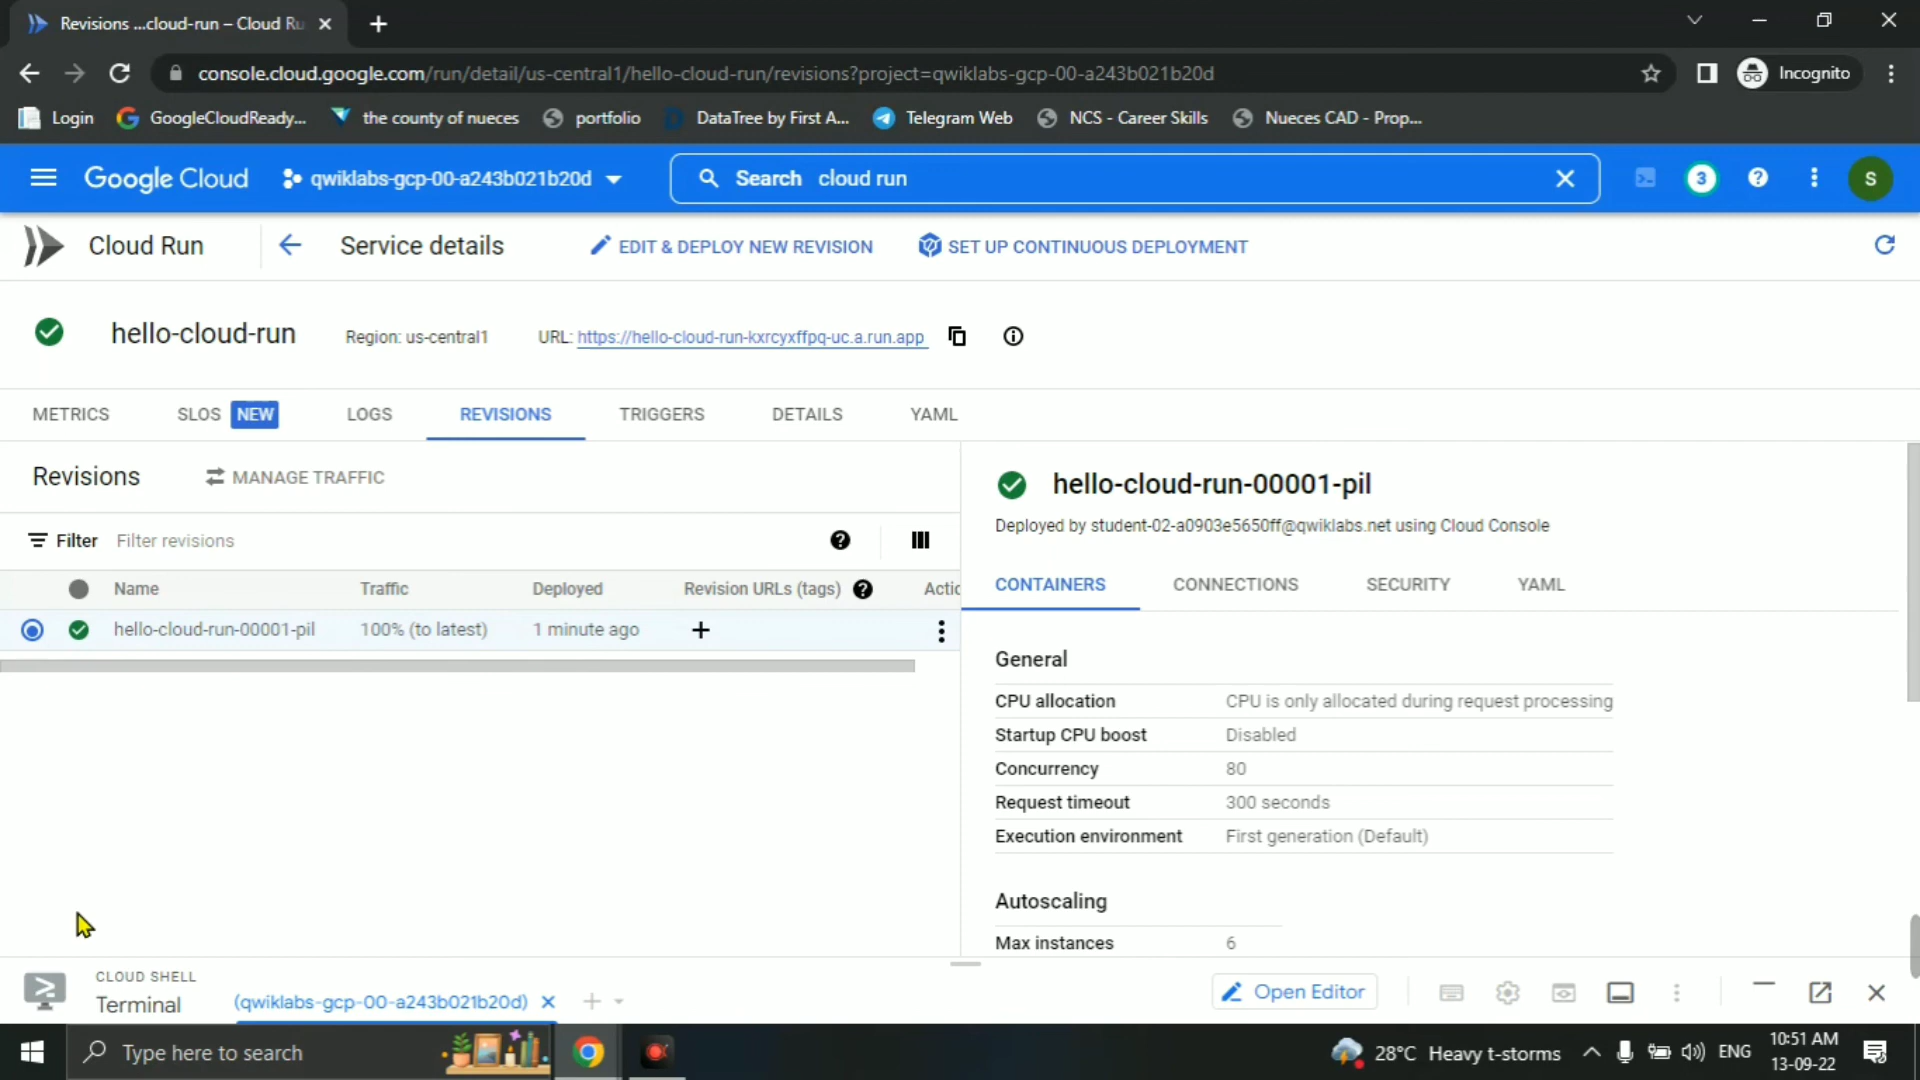 Revisions ...cloud-run – Cloud Ru
console.cloud.google.com/run/detail/us-central1/hello-cloud-run/revisions?project=qwiklabs-gcp-00-a243b021b20d
Incognito
Login GoogleCloudReady... the county of nueces portfolio DataTree by First A... Telegram Web NCS - Career Skills Nueces CAD - Prop...
Google Cloud qwiklabs-gcp-00-a243b021b20d Search cloud run 3 S
Cloud Run Service details EDIT & DEPLOY NEW REVISION SET UP CONTINUOUS DEPLOYMENT
hello-cloud-run Region: us-central1 URL: https://hello-cloud-run-kxrcyxffpq-uc.a.run.app
METRICS SLOS NEW LOGS REVISIONS TRIGGERS DETAILS YAML
Revisions MANAGE TRAFFIC
Filter Filter revisions
Name Traffic Deployed Revision URLs (tags) Actic
hello-cloud-run-00001-pil 100% (to latest) 1 minute ago
hello-cloud-run-00001-pil
Deployed by student-02-a0903e5650ff@qwiklabs.net using Cloud Console
CONTAINERS CONNECTIONS SECURITY YAML
General
CPU allocation CPU is only allocated during request processing
Startup CPU boost Disabled
Concurrency 80
Request timeout 300 seconds
Execution environment First generation (Default)
Autoscaling
Max instances 6
CLOUD SHELL
Terminal (qwiklabs-gcp-00-a243b021b20d) Open Editor
Type here to search
28°C Heavy t-storms ENG
10:51 AM
13-09-22